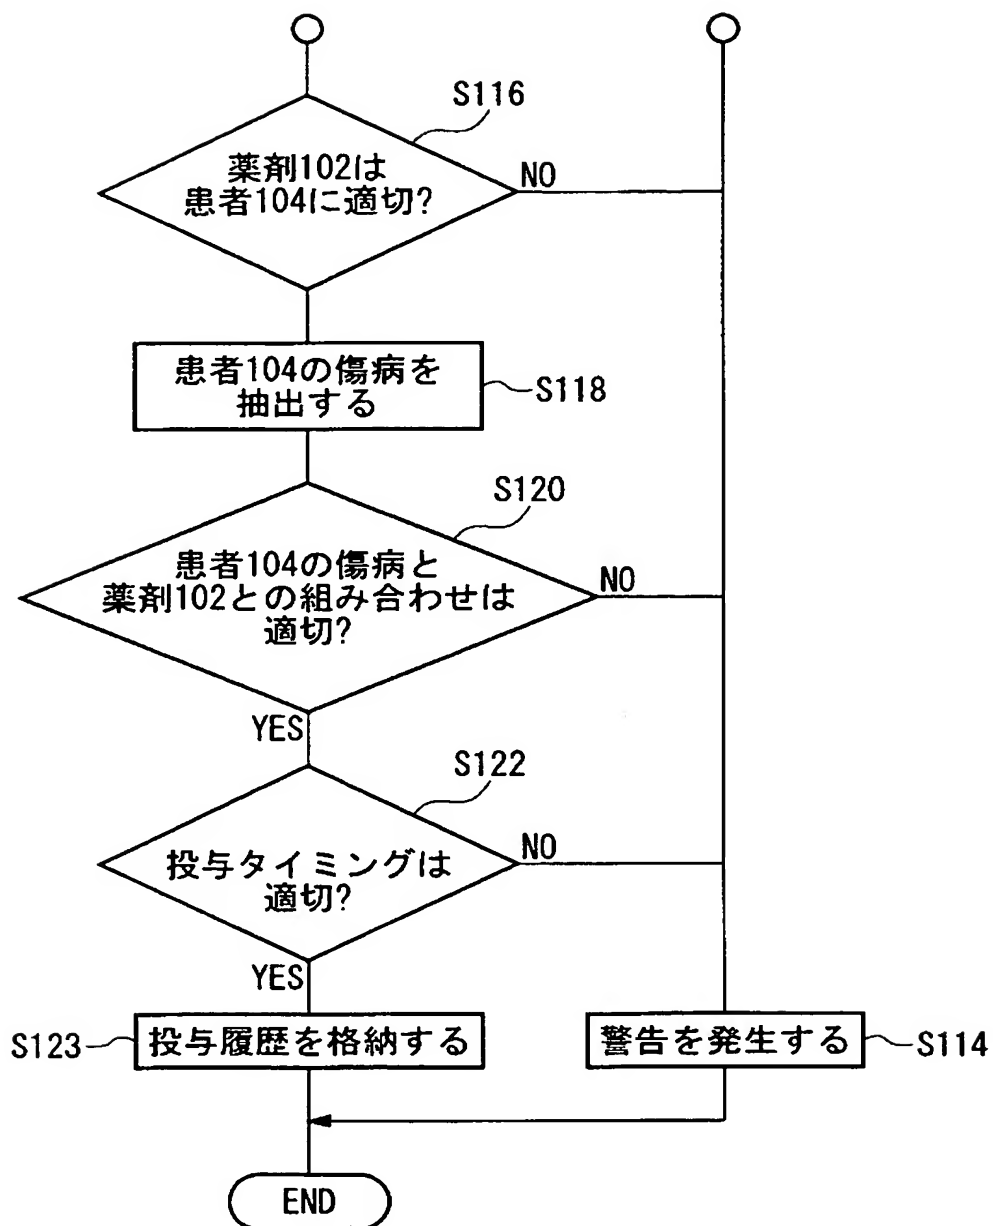 S116
薬剤102は
患者104に適切?
NO
患者104の傷病を
抽出する
S118
S120
患者104の傷病と
薬剤102との組み合わせは
適切?
NO
YES
S122
投与タイミングは
適切?
NO
YES
S123
投与履歴を格納する
警告を発生する
S114
END